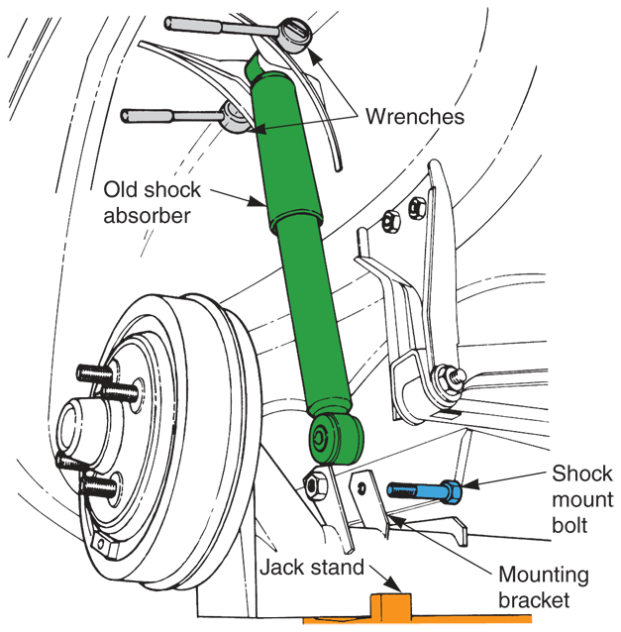 Wrenches
Old shock
absorber
Shock
mount
bolt
Jack stand
Mounting
bracket